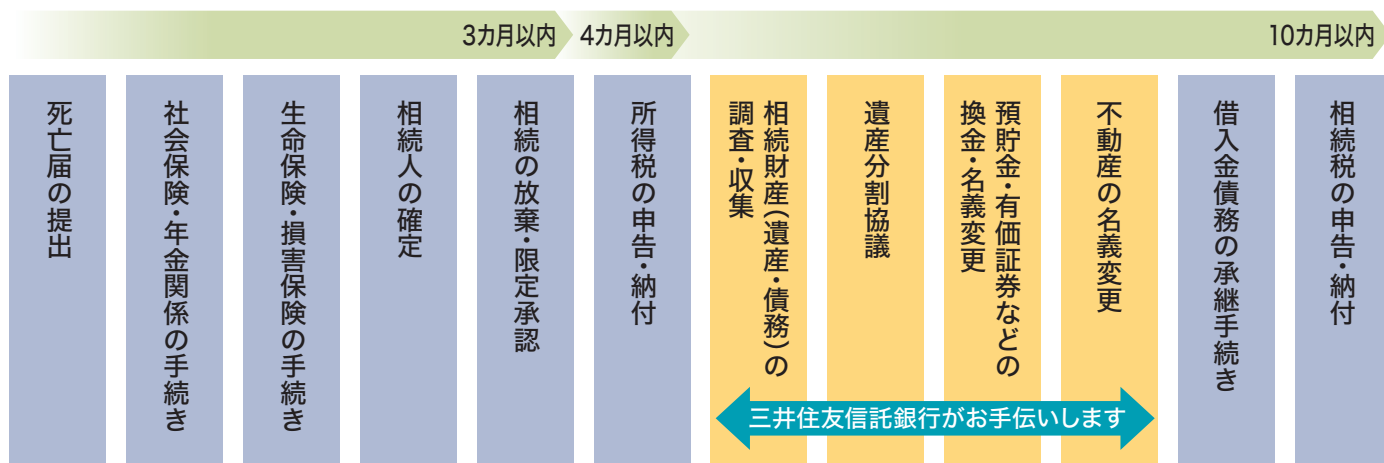 3カ月以内
4カ月以内
10カ月以内
死亡届の提出
社会保険・年金関係の手続き
生命保険・損害保険の手続き
相続人の確定
相続の放棄・限定承認
所得税の申告・納付
相続財産(遺産・債務)の
調査・収集
遺産分割協議
預貯金・有価証券などの
換金・名義変更
不動産の名義変更
借入金債務の承継手続き
相続税の申告・納付
三井住友信託銀行がお手伝いします